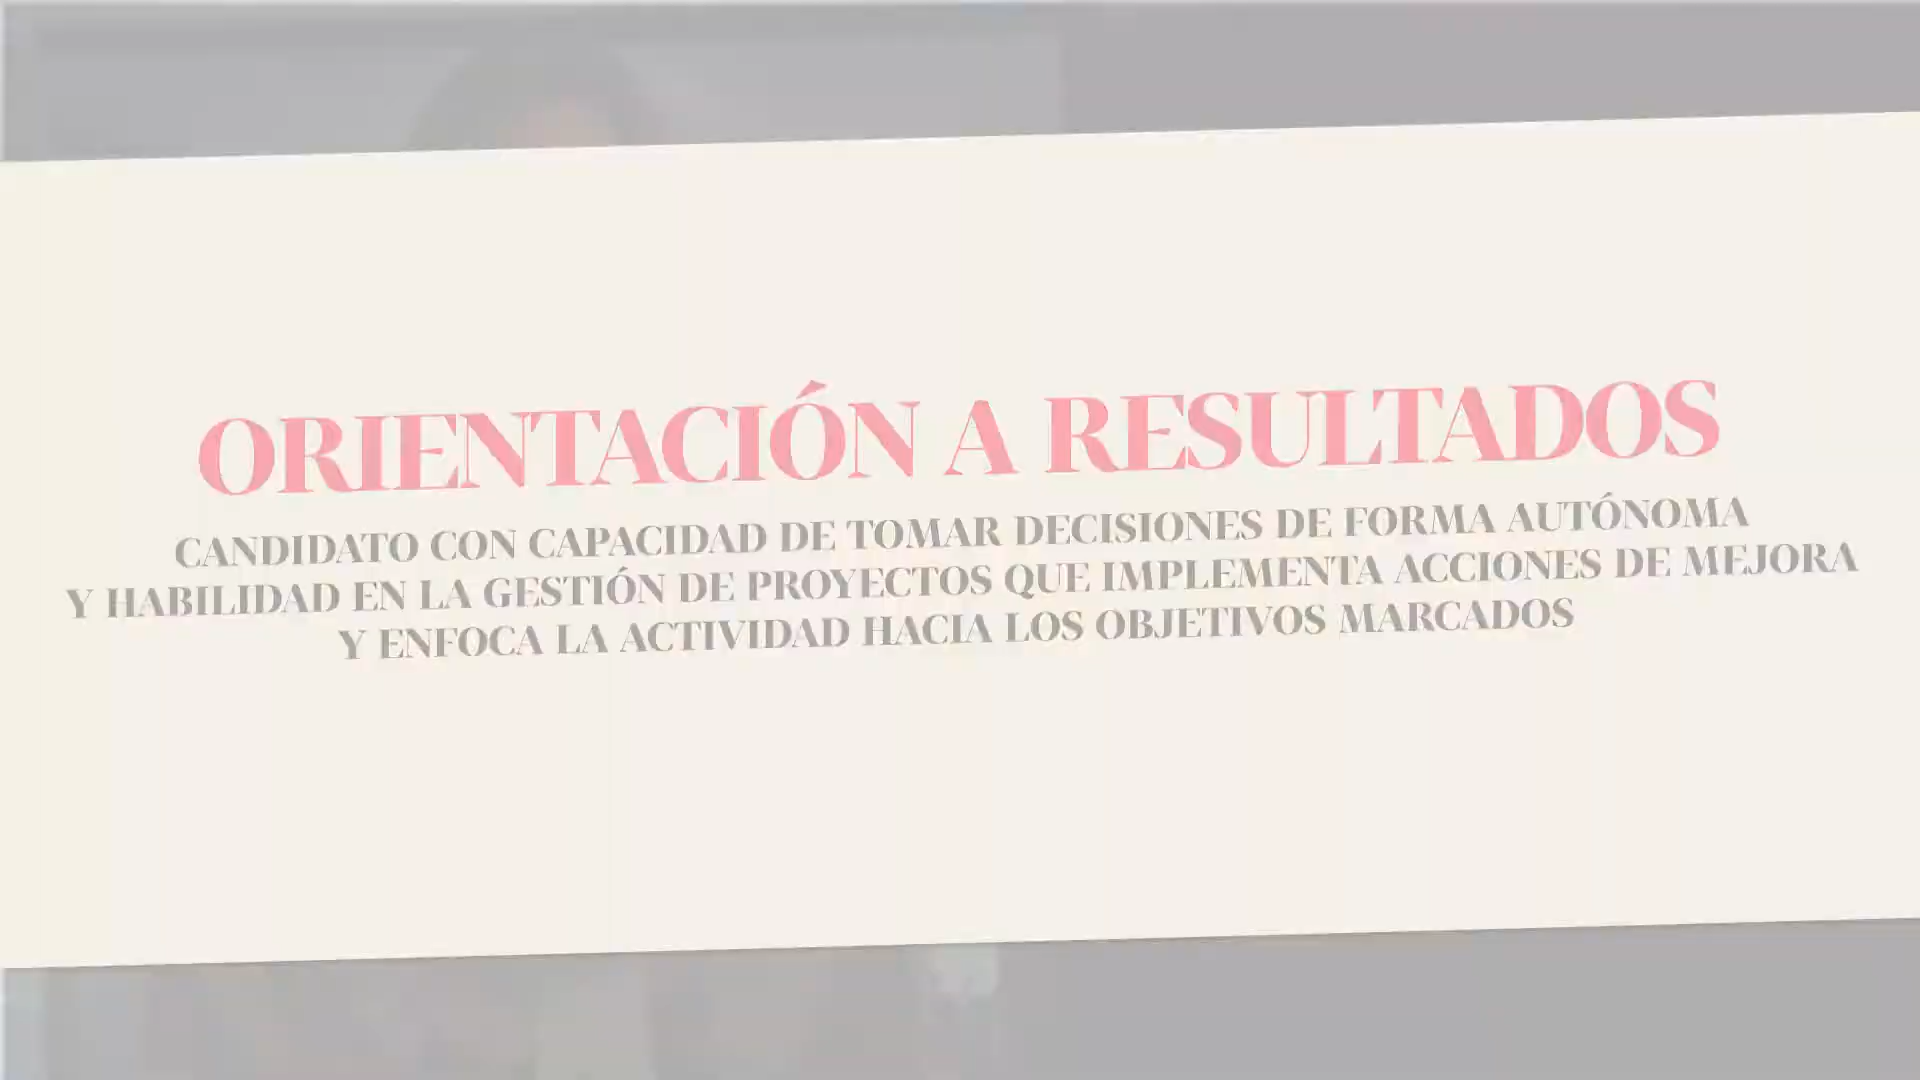 ORIENTACIÓN A RESULTADOS
CANDIDATO CON CAPACIDAD DE TOMAR DECISIONES DE FORMA AUTÓNOMA
Y HABILIDAD EN LA GESTIÓN DE PROYECTOS QUE IMPLEMENTA ACCIONES DE MEJORA
Y ENFOCA LA ACTIVIDAD HACIA LOS OBJETIVOS MARCADOS